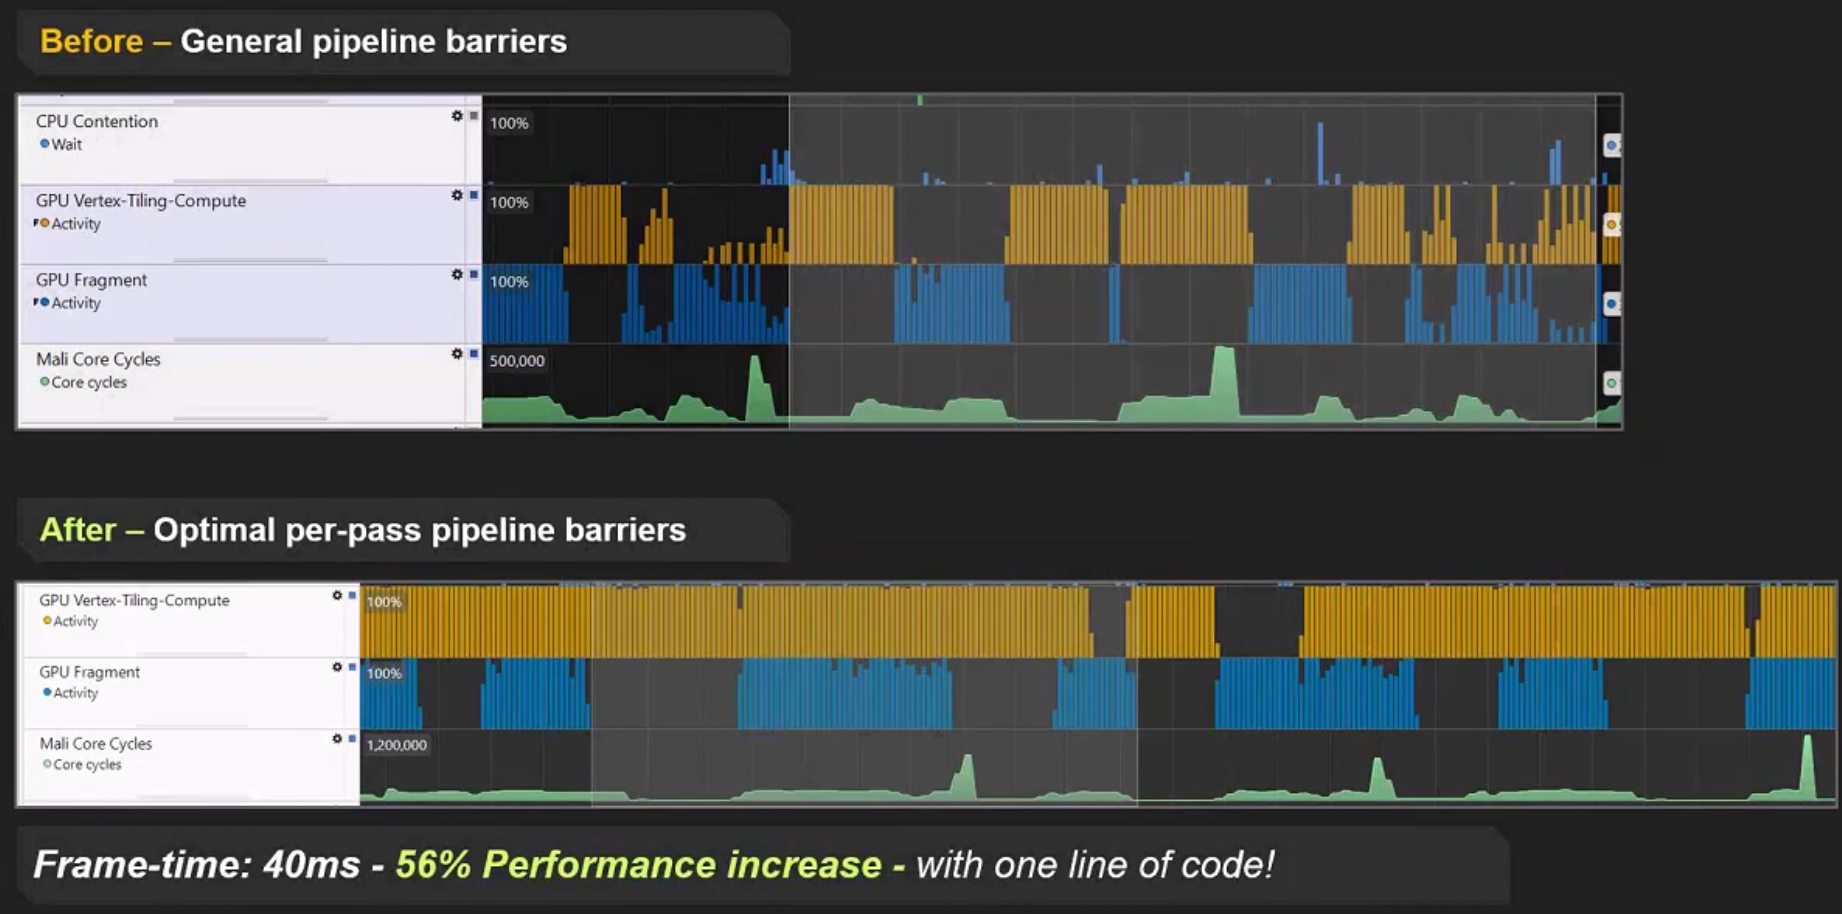 Before – General pipeline barriers
CPU Contention
Wait
100%
GPU Vertex-Tiling-Compute
F Activity
100%
GPU Fragment
F Activity
100%
Mali Core Cycles
Core cycles
500,000
After – Optimal per-pass pipeline barriers
GPU Vertex-Tiling-Compute
Activity
100%
GPU Fragment
Activity
100%
Mali Core Cycles
Core cycles
1,200,000
Frame-time: 40ms - 56% Performance increase - with one line of code!